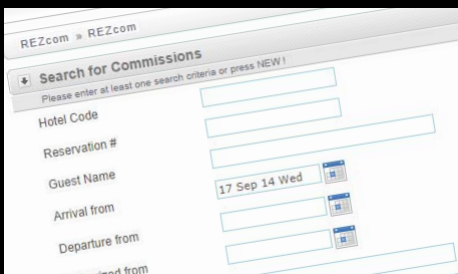 REZcom » REZcom
Search for Commissions
Please enter at least one search criteria or press NEW !
Hotel Code
Reservation #
Guest Name
Arrival from
17 Sep 14 Wed
Departure from
from